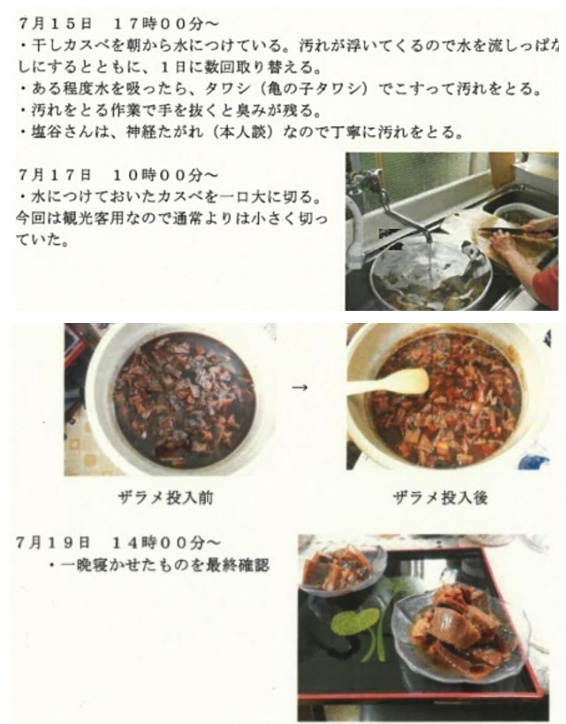 ７月１５日　１７時００分～
・干しカスベを朝から水につけている。汚れが浮いてくるので水を流しっぱな
しにするとともに、１日に数回取り替える。
・ある程度水を吸ったら、タワシ（亀の子タワシ）でこすって汚れをとる。
・汚れをとる作業で手を抜くと臭みが残る。
・塩谷さんは、神経たがれ（本人談）なので丁寧に汚れをとる。
７月１７日　１０時００分～
・水につけておいたカスベを一口大に切る。
今回は観光客用なので通常よりは小さく切っ
ていた。
→
ザラメ投入前
ザラメ投入後
７月１９日　１４時００分～
・一晩寝かせたものを最終確認